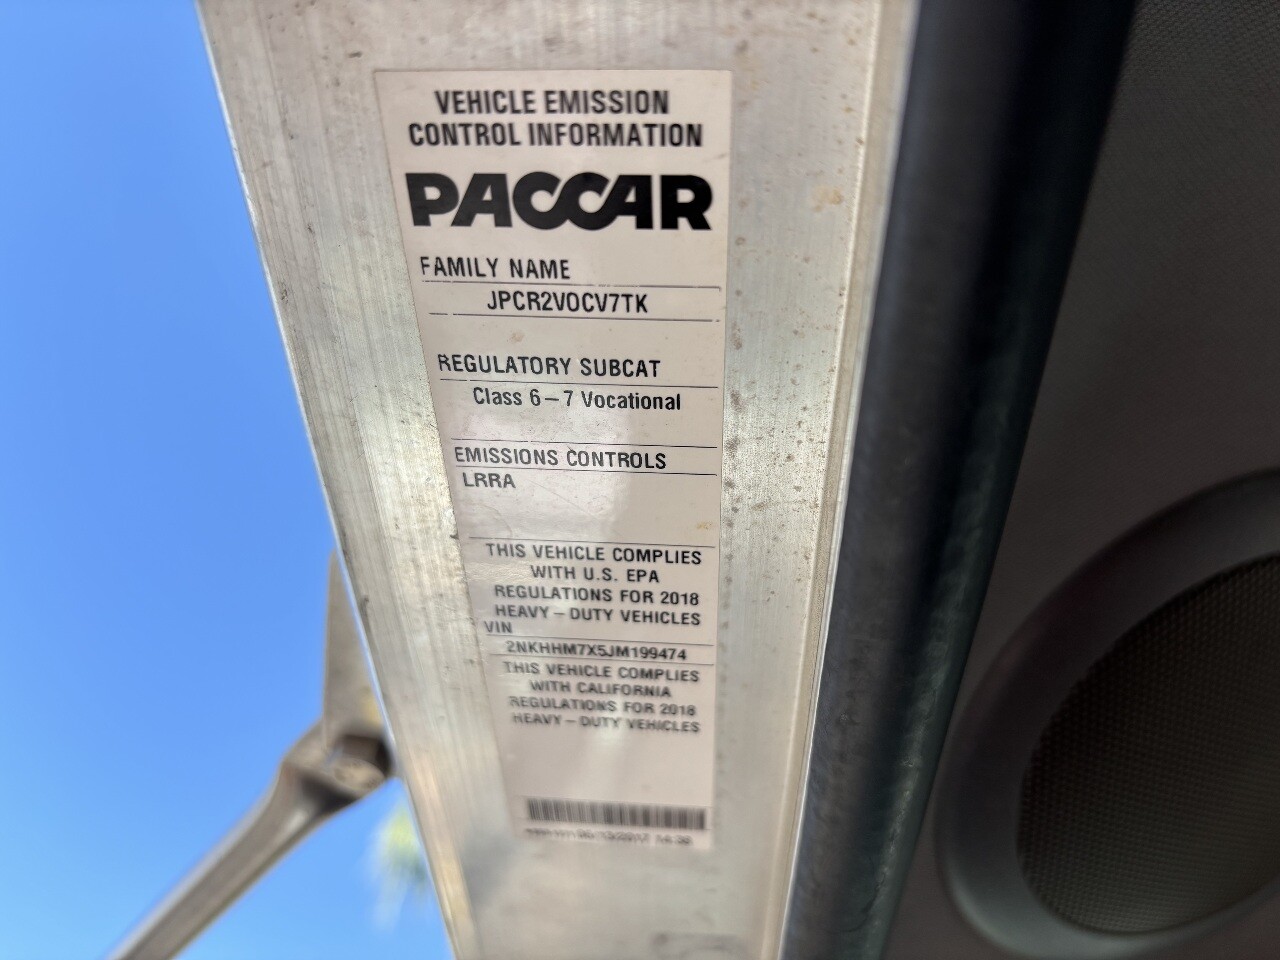 VEHICLE EMISSION
CONTROL INFORMATION
PACCAR
FAMILY NAME
JPCR2VOCV7TK
REGULATORY SUBCAT
Class 6-7 Vocational
EMISSIONS CONTROLS
LRRA
THIS VEHICLE COMPLIES
WITH U.S. EPA
REGULATIONS FOR 2018
HEAVY-DUTY VEHICLES
VIN
2NKHHM7X5JM199474
THIS VEHICLE COMPLIES
WITH CALIFORNIA
REGULATIONS FOR 2018
HEAVY-DUTY VEHICLES